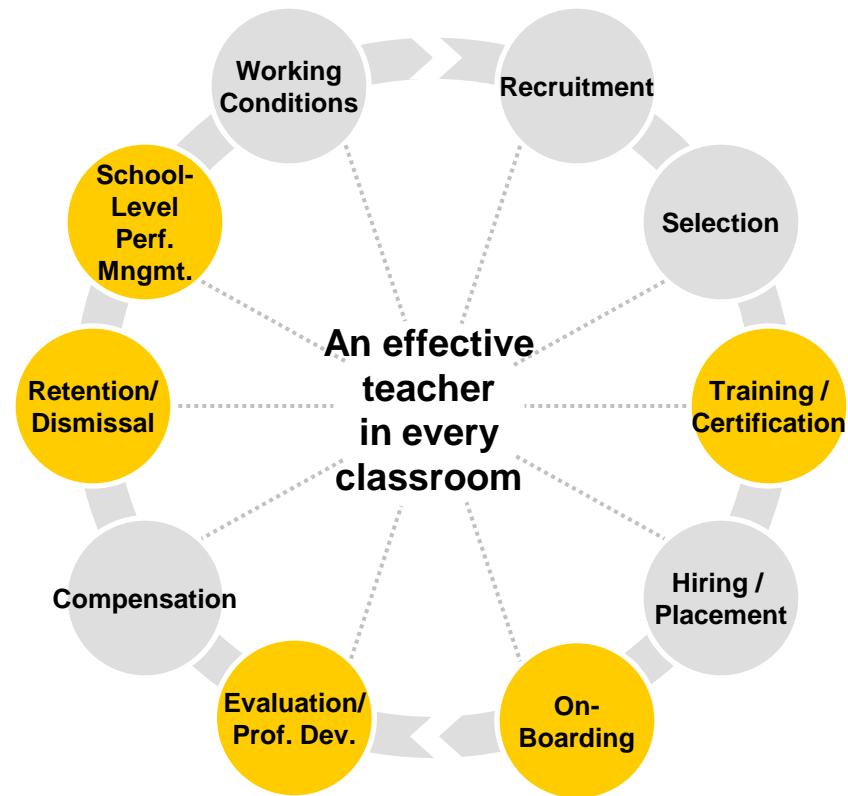 Working
Conditions
Recruitment
Selection
Training /
Certification
Hiring /
Placement
On-
Boarding
Evaluation/
Prof. Dev.
Compensation
Retention/
Dismissal
School-
Level
Perf.
Mngmt.
An effective
teacher
in every
classroom